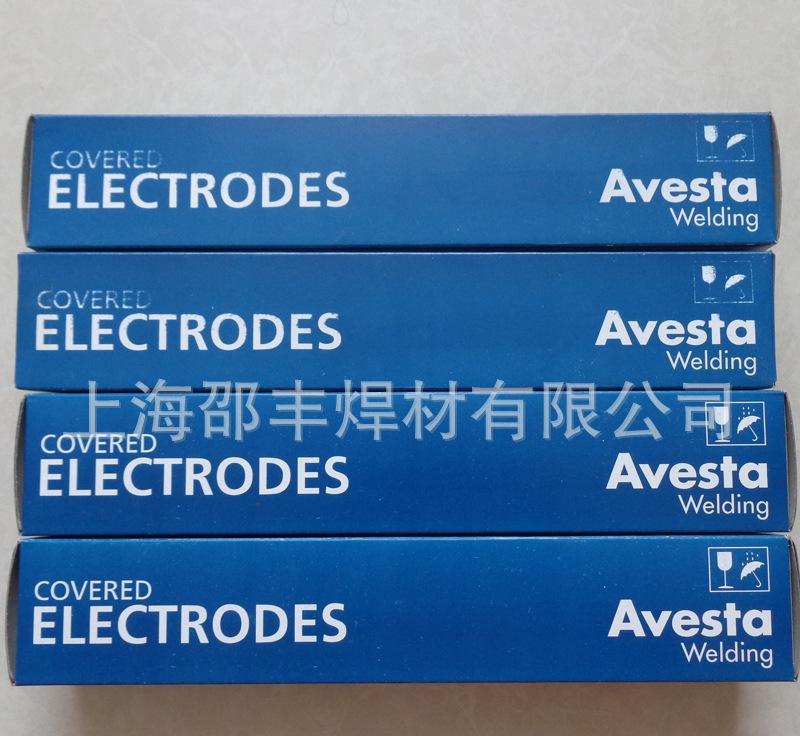 COVERED
ELECTRODES
Avesta
Welding
COVERED
ELECTRODES
Avesta
Welding
上海邵丰焊材有限公司
COVERED
ELECTRODES
Avesta
Welding
COVERED
ELECTRODES
Avesta
Welding